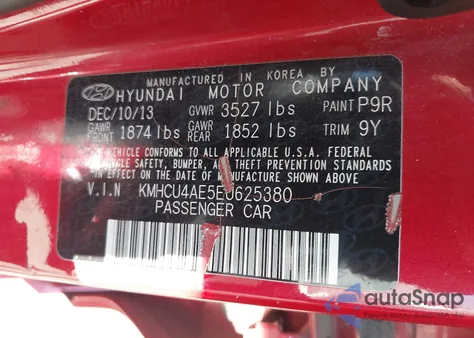 MANUFACTURED IN KOREA BY
HYUNDAI MOTOR COMPANY
DEC/10/13 GVWR 3527 lbs PAINT P9R
GAWR FRONT 1874 lbs GAWR REAR 1852 lbs TRIM 9Y
THIS VEHICLE CONFORMS TO ALL APPLICABLE U.S.A. FEDERAL
MOTOR VEHICLE SAFETY, BUMPER, AND THEFT PREVENTION STANDARDS
IN EFFECT ON THE DATE OF MANUFACTURE SHOWN ABOVE
V.I.N KMHCU4AE5EU625380
PASSENGER CAR
autoSnap